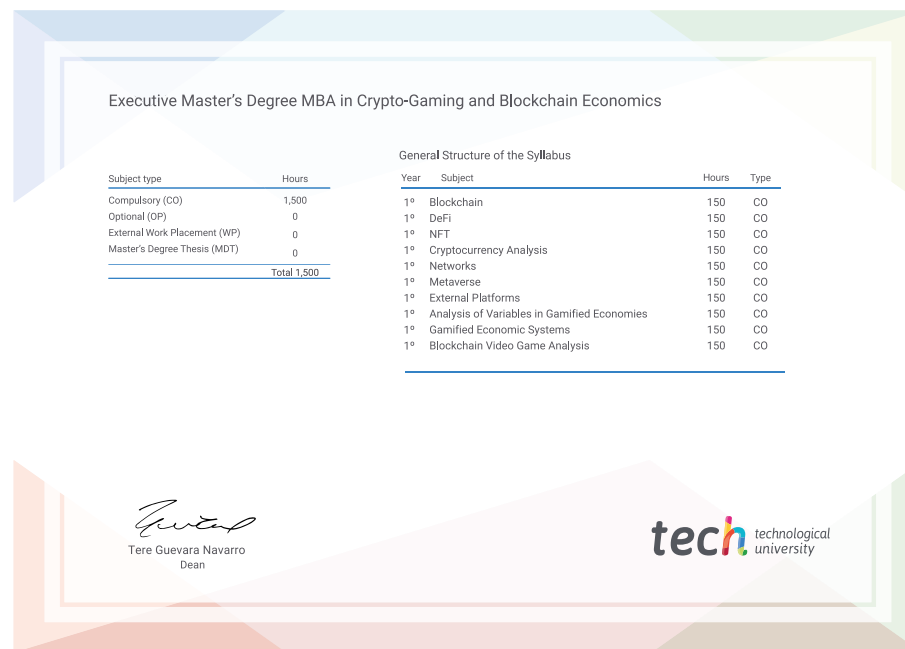 Executive Master's Degree MBA in Crypto-Gaming and Blockchain Economics
Subject type Hours
Compulsory (CO) 1,500
Optional (OP) 0
External Work Placement (WP) 0
Master's Degree Thesis (MDT) 0
Total 1,500
General Structure of the Syllabus
Year Subject Hours Type
1º Blockchain 150 CO
1º DeFi 150 CO
1º NFT 150 CO
1º Cryptocurrency Analysis 150 CO
1º Networks 150 CO
1º Metaverse 150 CO
1º External Platforms 150 CO
1º Analysis of Variables in Gamified Economies 150 CO
1º Gamified Economic Systems 150 CO
1º Blockchain Video Game Analysis 150 CO
Tere Guevara Navarro
Dean
tech technological
university